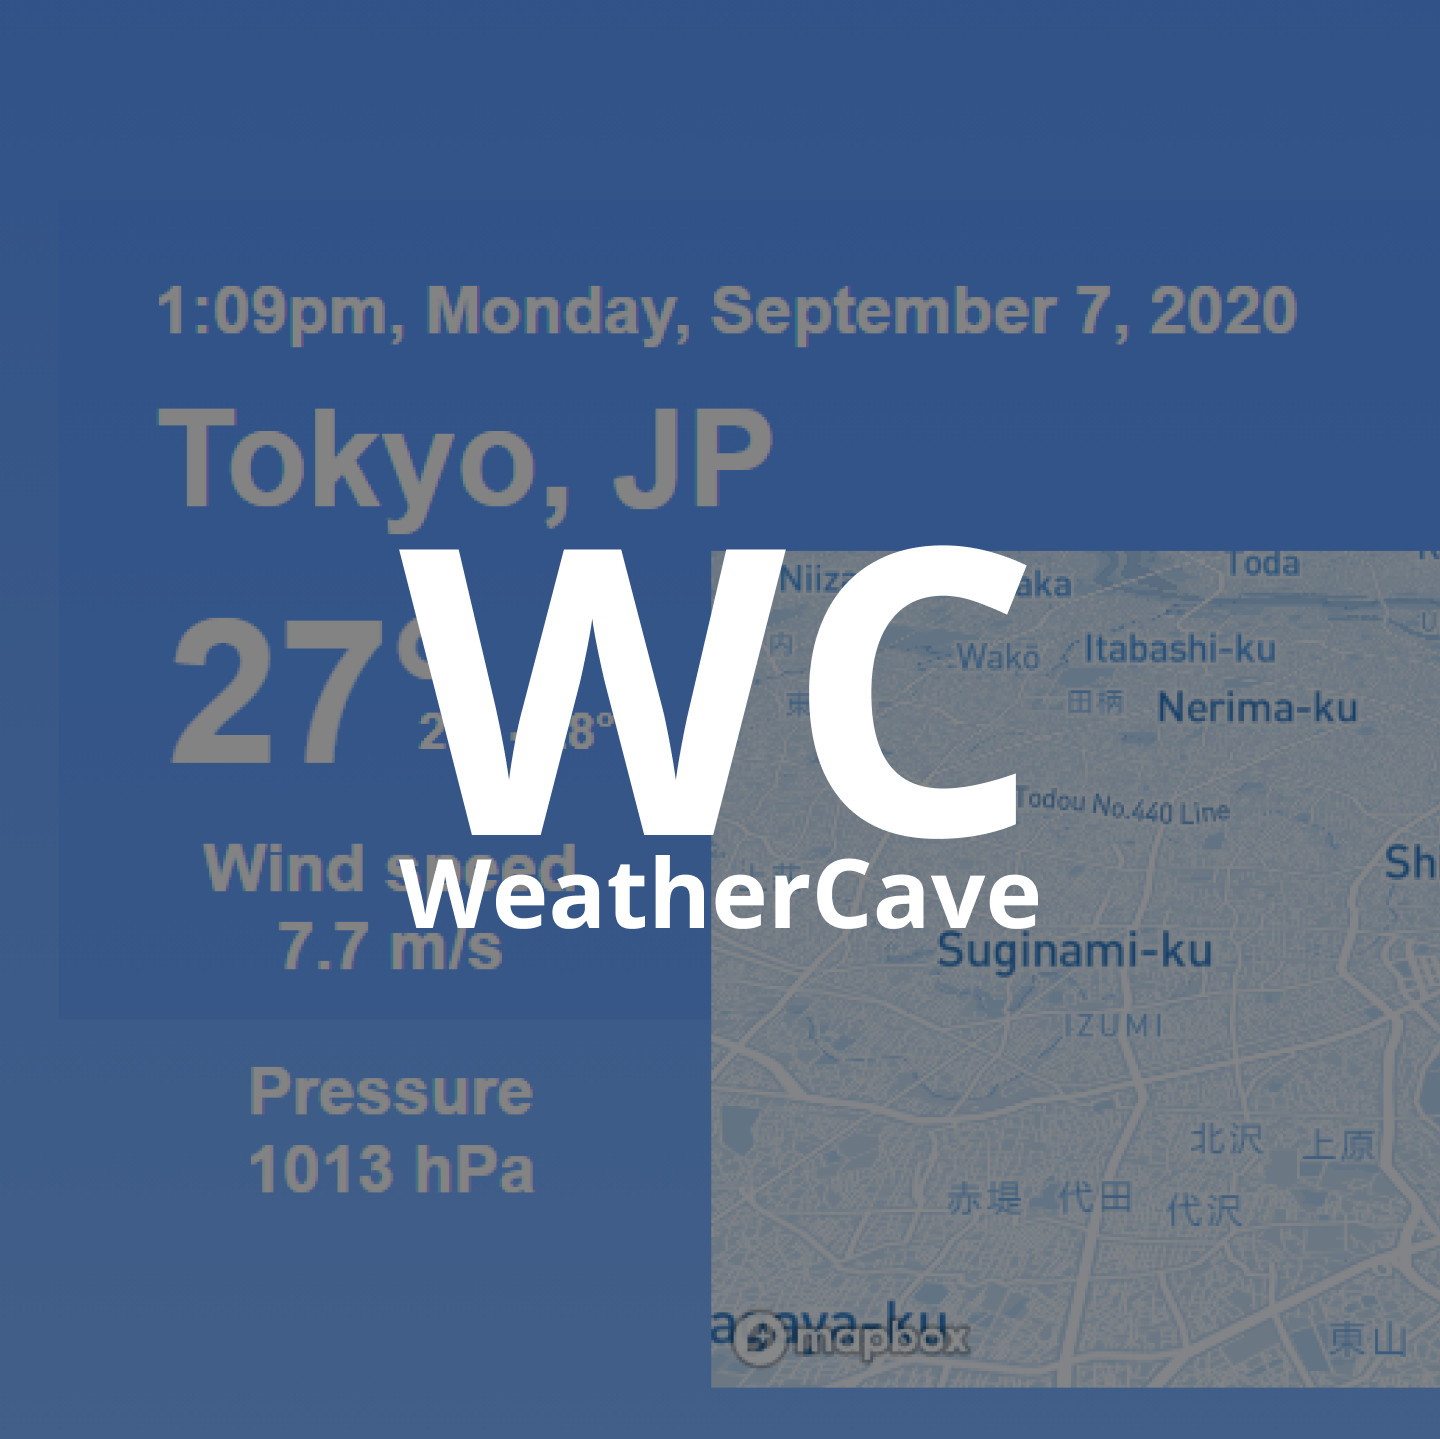 1:09pm, Monday, September 7, 2020
Tokyo, JP
27°
WC
WeatherCave
Wind speed
7.7 m/s
Pressure
1013 hPa
Toda
Wakō
Itabashi-ku
田柄
Nerima-ku
Todou No.440 Line
Suginami-ku
IZUMI
北沢
上原
赤堤
代田
代沢
東山
mapbox